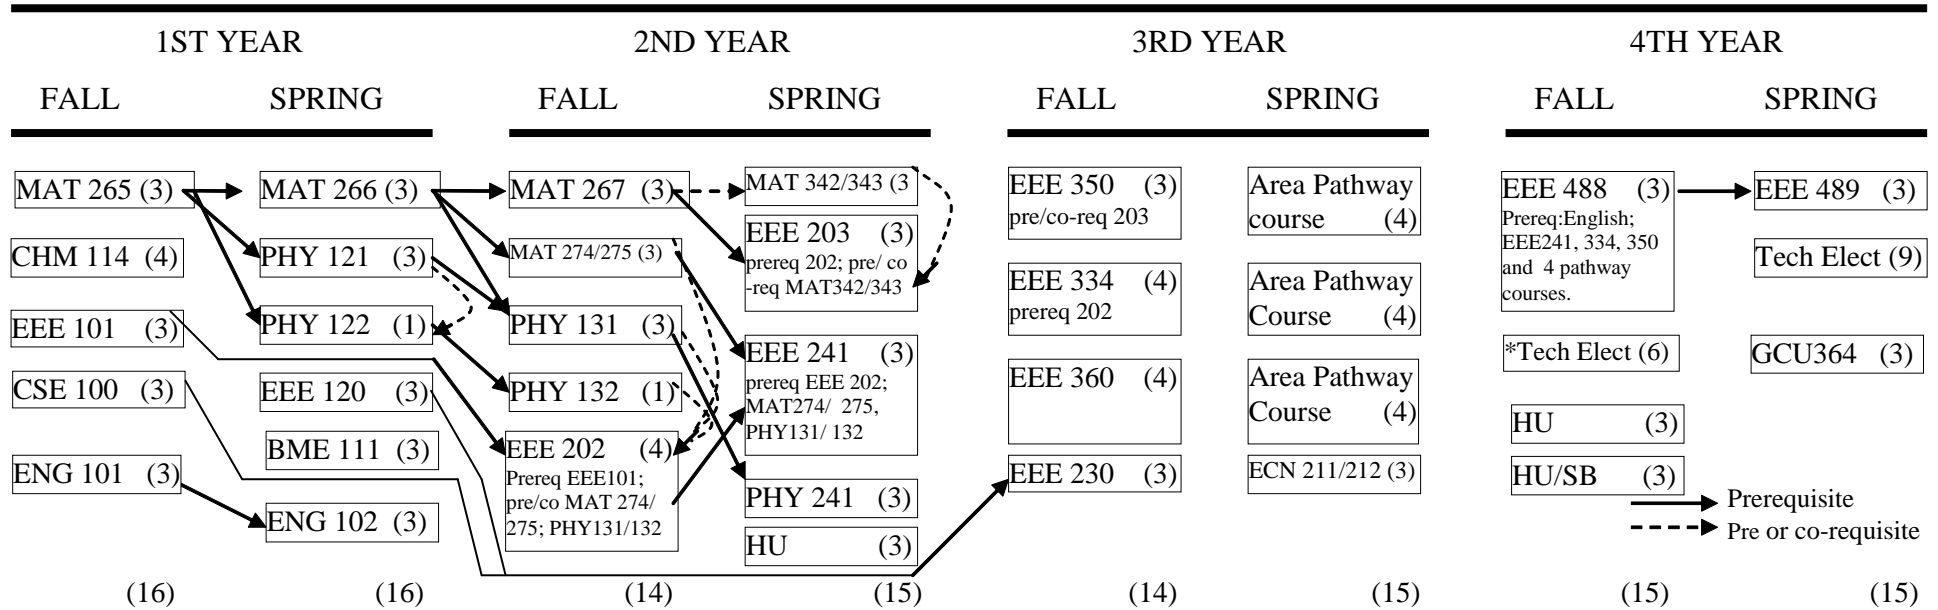 1ST YEAR
2ND YEAR
3RD YEAR
4TH YEAR
FALL
SPRING
FALL
SPRING
FALL
SPRING
FALL
SPRING
MAT 265 (3)
CHM 114 (4)
EEE 101 (3)
CSE 100 (3)
ENG 101 (3)
(16)
MAT 266 (3)
PHY 121 (3)
PHY 122 (1)
EEE 120 (3)
BME 111 (3)
ENG 102 (3)
(16)
MAT 267 (3)
MAT 274/275 (3)
PHY 131 (3)
PHY 132 (1)
EEE 202 (4)
Prereq EEE101;
pre/co MAT 274/
275; PHY131/132
(14)
MAT 342/343 (3
EEE 203 (3)
prereq 202; pre/ co
-req MAT342/343
EEE 241 (3)
prereq EEE 202;
MAT274/ 275,
PHY131/ 132
PHY 241 (3)
HU (3)
(15)
EEE 350 (3)
pre/co-req 203
EEE 334 (4)
prereq 202
EEE 360 (4)
EEE 230 (3)
(14)
Area Pathway
course (4)
Area Pathway
Course (4)
Area Pathway
Course (4)
ECN 211/212 (3)
(15)
EEE 488 (3)
Prereq:English;
EEE241, 334, 350
and 4 pathway
courses.
*Tech Elect (6)
HU (3)
HU/SB (3)
(15)
EEE 489 (3)
Tech Elect (9)
GCU364 (3)
Prerequisite
Pre or co-requisite
(15)